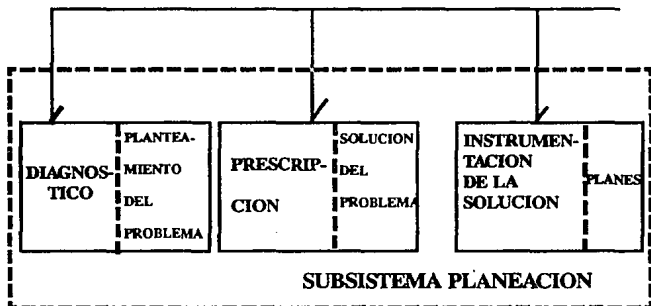 DIAGNOS-
TICO
PLANTEA-
MIENTO
DEL
PROBLEMA
PRESCRIP-
CION
SOLUCION
DEL
PROBLEMA
INSTRUMEN-
TACION
DE LA
SOLUCION
PLANES
SUBSISTEMA PLANEACION